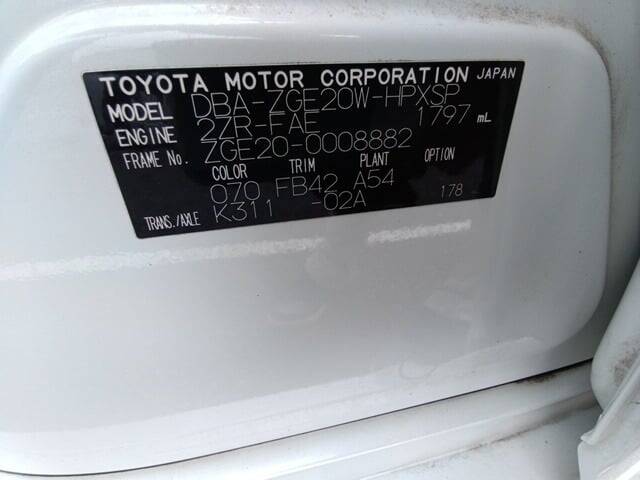 TOYOTA MOTOR CORPORATION JAPAN
MODEL DBA-ZGE20W-HPXSP
ENGINE 2ZR-FAE 1797 mL
FRAME No. ZGE20-0008882
COLOR TRIM PLANT OPTION
070 FB42 A54 178
TRANS./AXLE K311 -02A